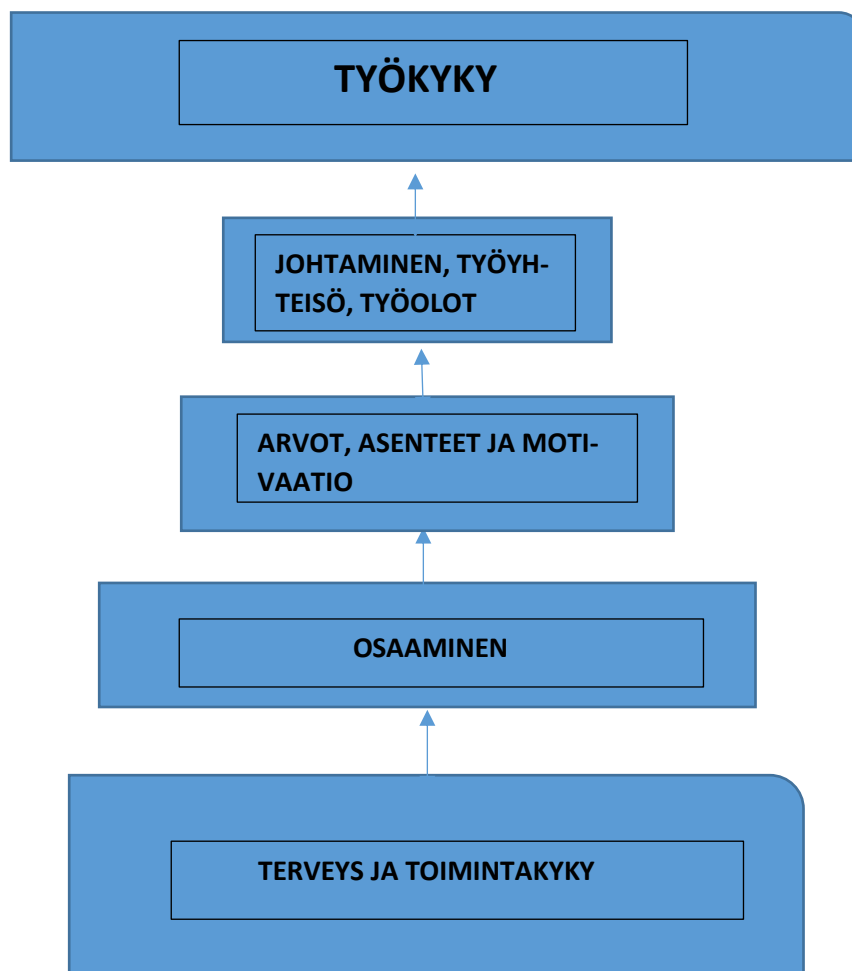 TYÖKYKY
JOHTAMINEN, TYÖYH-
TEISÖ, TYÖOLOT
ARVOT, ASENTEET JA MOTI-
VAATIO
OSAAMINEN
TERVEYS JA TOIMINTAKYKY